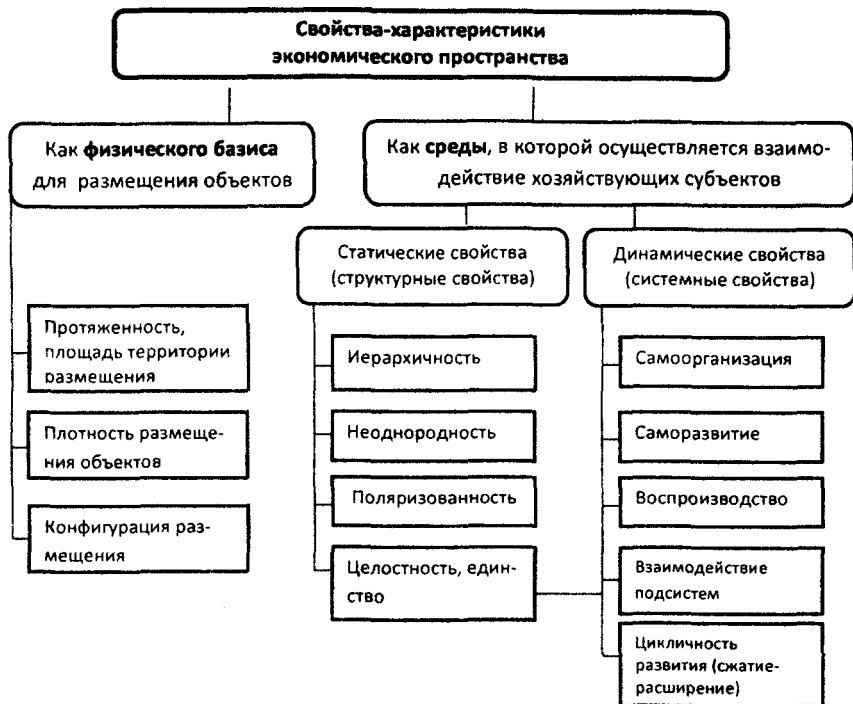 Свойства-характеристики
экономического пространства
Как физического базиса
для размещения объектов
Как среды, в которой осуществляется взаимо-
действие хозяйствующих субъектов
Статические свойства
(структурные свойства)
Динамические свойства
(системные свойства)
Протяженность,
площадь территории
размещения
Плотность размеще-
ния объектов
Конфигурация раз-
мещения
Иерархичность
Неоднородность
Поляризованность
Целостность, един-
ство
Самоорганизация
Саморазвитие
Воспроизводство
Взаимодействие
подсистем
Цикличность
развития (сжатие-
расширение)